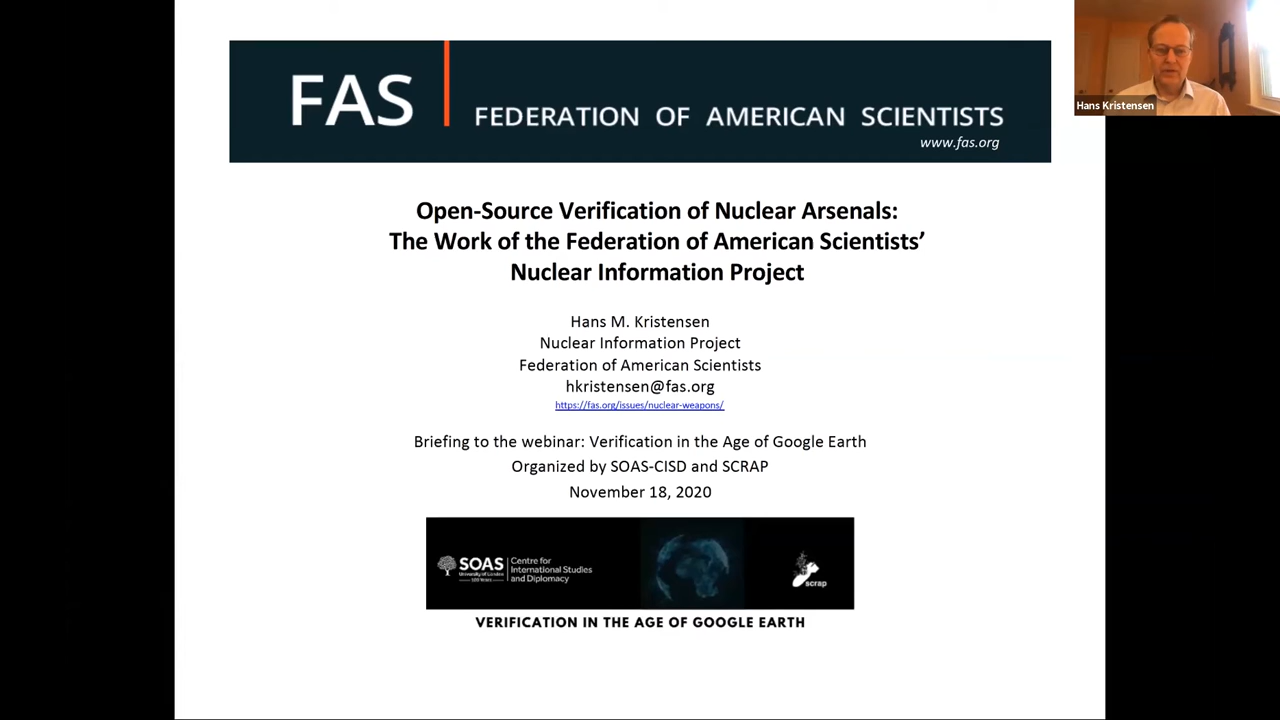 FAS
FEDERATION OF AMERICAN SCIENTISTS
www.fas.org
Hans Kristensen
Open-Source Verification of Nuclear Arsenals:
The Work of the Federation of American Scientists’
Nuclear Information Project
Hans M. Kristensen
Nuclear Information Project
Federation of American Scientists
hkristensen@fas.org
https://fas.org/issues/nuclear-weapons/
Briefing to the webinar: Verification in the Age of Google Earth
Organized by SOAS-CISD and SCRAP
November 18, 2020
SOAS
University of London
Centre for
International Studies
and Diplomacy
scrap
VERIFICATION IN THE AGE OF GOOGLE EARTH